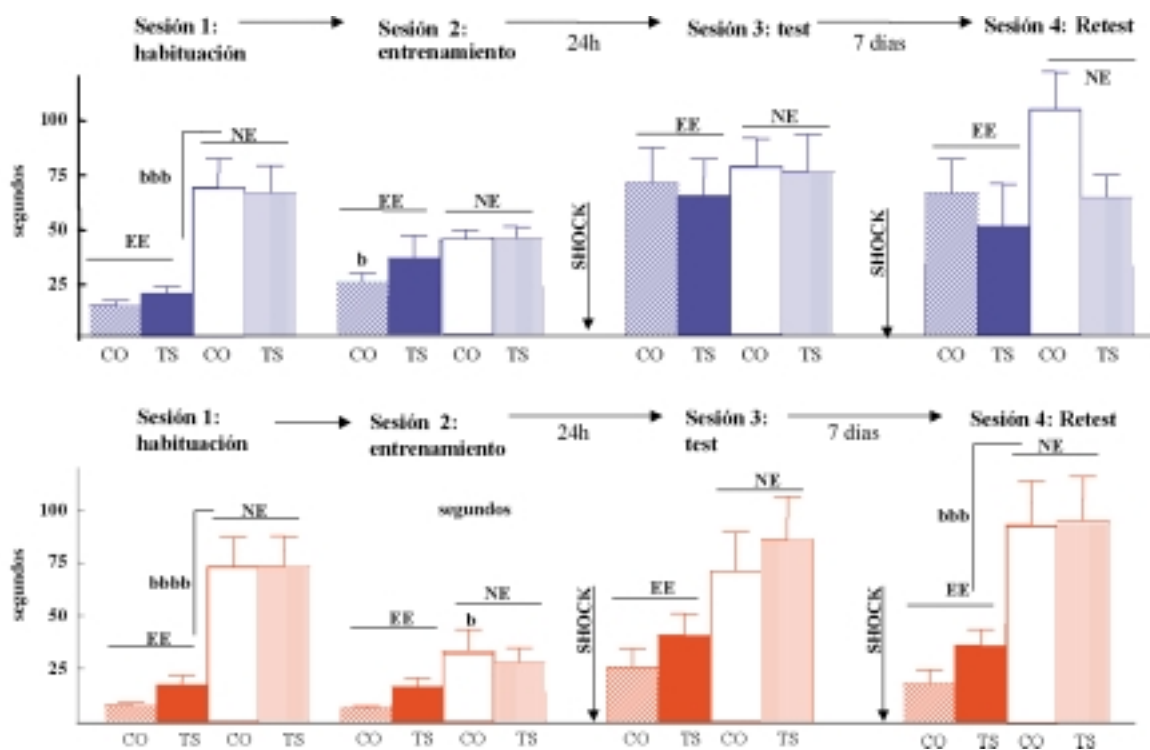 Sesión 1:
habituación
Sesión 2:
entrenamiento
24h
Sesión 3: test
7 dias
Sesión 4: Retest
segundos
100
75
50
25
bbb
EE
NE
b
EE
NE
SHOCK
EE
NE
SHOCK
EE
NE
CO TS CO TS
CO TS CO TS
CO TS CO TS
CO TS CO TS
Sesión 1:
habituación
Sesión 2:
entrenamiento
24h
Sesión 3:
test
7 dias
Sesión 4: Retest
segundos
100
75
50
25
bbbb
EE
NE
segundos
EE
b
NE
SHOCK
EE
NE
SHOCK
bbb
EE
NE
CO TS CO TS
CO TS CO TS
CO TS CO TS
CO TS CO TS